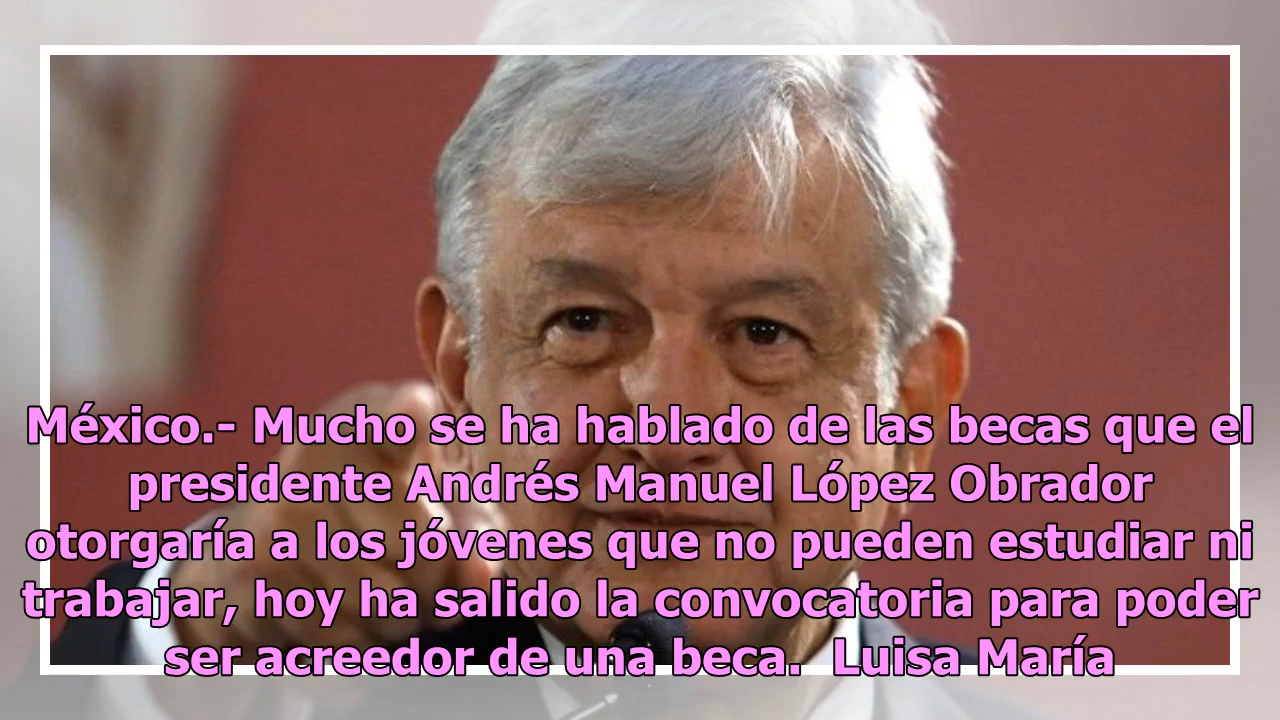 México.- Mucho se ha hablado de las becas que el
presidente Andrés Manuel López Obrador
otorgaría a los jóvenes que no pueden estudiar ni
trabajar, hoy ha salido la convocatoria para poder
ser acreedor de una beca.  Luisa María